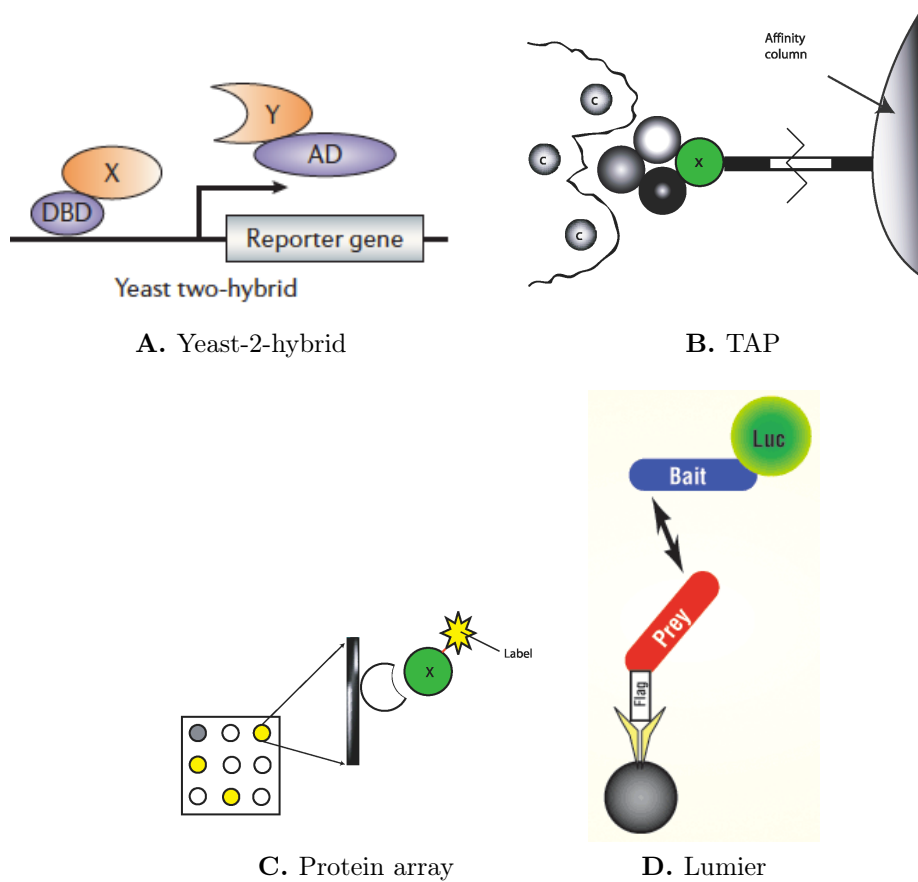 Y
AD
X
DBD
Reporter gene
Yeast two-hybrid
A. Yeast-2-hybrid
Affinity
column
C
C
X
C
B. TAP
X
Label
C. Protein array
Luc
Bait
Prey
Flag
D. Lumier